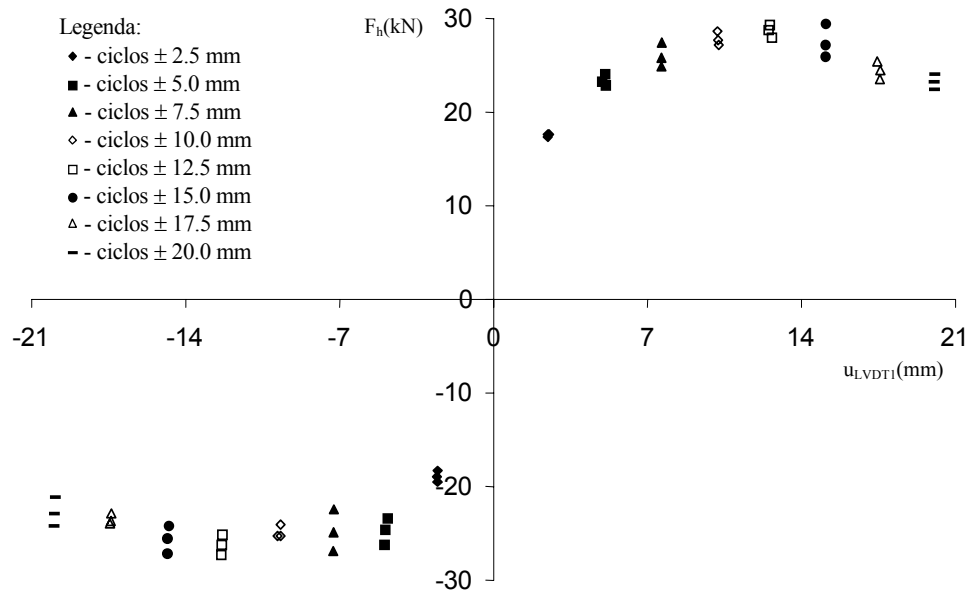 Legenda:
- ciclos ± 2.5 mm
- ciclos ± 5.0 mm
- ciclos ± 7.5 mm
- ciclos ± 10.0 mm
- ciclos ± 12.5 mm
- ciclos ± 15.0 mm
- ciclos ± 17.5 mm
- ciclos ± 20.0 mm
F_h(kN)
30
20
10
0
-21 -14 -7 0 7 14 21
u_LVDT1(mm)
-10
-20
-30